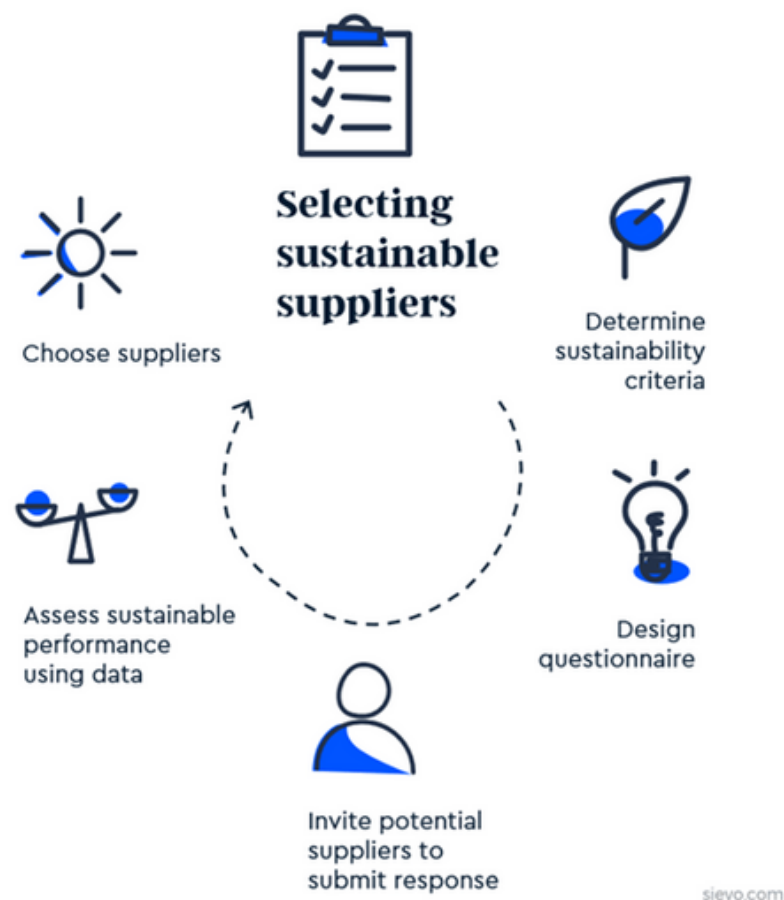 Selecting
sustainable
suppliers
Determine
sustainability
criteria
Design
questionnaire
Invite potential
suppliers to
submit response
Assess sustainable
performance
using data
Choose suppliers
sievo.com